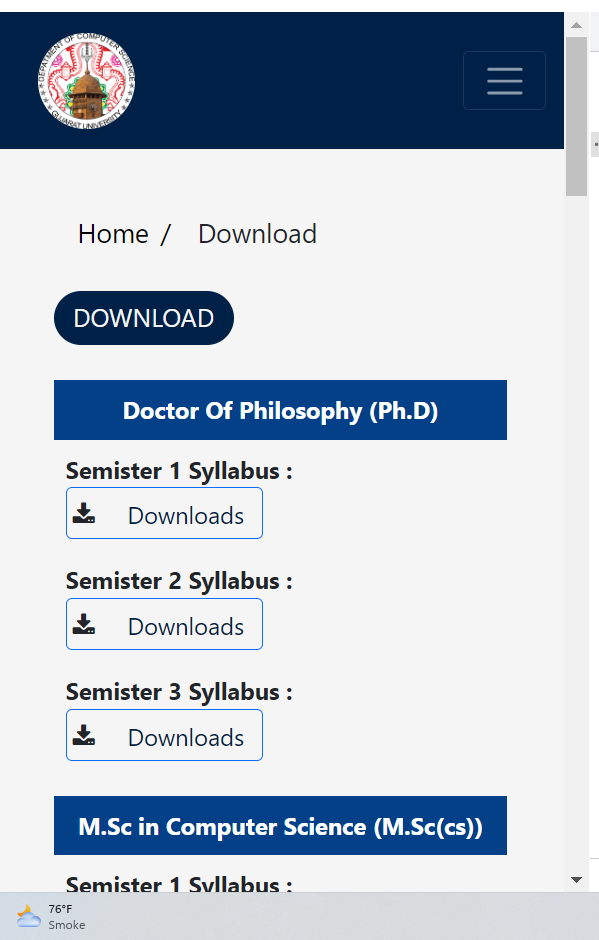 DEPARTMENT OF COMPUTER SCIENCE
GUJARAT UNIVERSITY
Home / Download
DOWNLOAD
Doctor Of Philosophy (Ph.D)
Semister 1 Syllabus :
Downloads
Semister 2 Syllabus :
Downloads
Semister 3 Syllabus :
Downloads
M.Sc in Computer Science (M.Sc(cs))
Semister 1 Syllabus :
76°F
Smoke